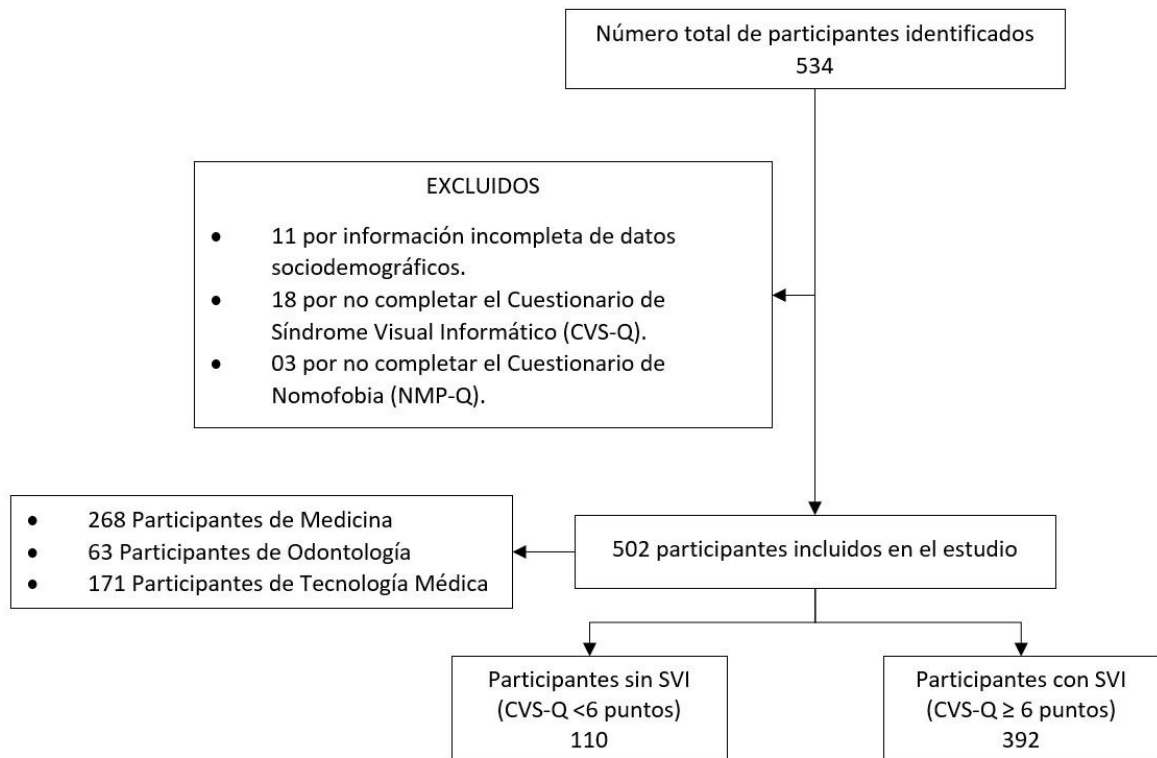 Número total de participantes identificados
534
EXCLUIDOS
• 11 por información incompleta de datos
sociodemográficos.
• 18 por no completar el Cuestionario de
Síndrome Visual Informático (CVS-Q).
• 03 por no completar el Cuestionario de
Nomofobia (NMP-Q).
• 268 Participantes de Medicina
• 63 Participantes de Odontología
• 171 Participantes de Tecnología Médica
502 participantes incluidos en el estudio
Participantes sin SVI
(CVS-Q <6 puntos)
110
Participantes con SVI
(CVS-Q ≥ 6 puntos)
392